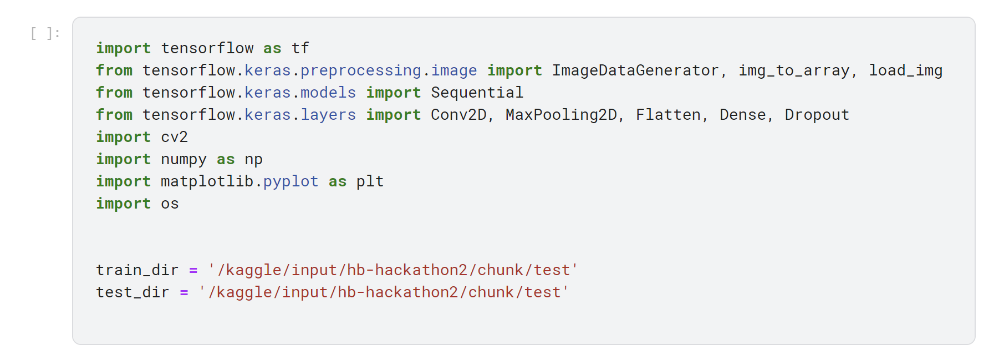 [ ]:
import tensorflow as tf
from tensorflow.keras.preprocessing.image import ImageDataGenerator, img_to_array, load_img
from tensorflow.keras.models import Sequential
from tensorflow.keras.layers import Conv2D, MaxPooling2D, Flatten, Dense, Dropout
import cv2
import numpy as np
import matplotlib.pyplot as plt
import os
train_dir = '/kaggle/input/hb-hackathon2/chunk/test'
test_dir = '/kaggle/input/hb-hackathon2/chunk/test'